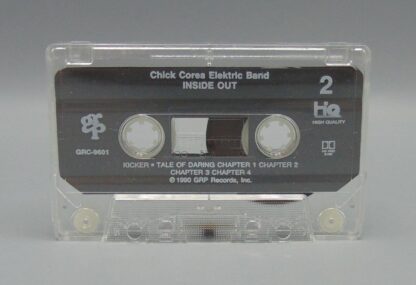 Chick Corea Elektric Band
INSIDE OUT
2
HQ
HIGH QUALITY
grp
GRC-9601
KICKER • TALE OF DARING CHAPTER 1 CHAPTER 2
CHAPTER 3 CHAPTER 4
© 1990 GRP Records, Inc.